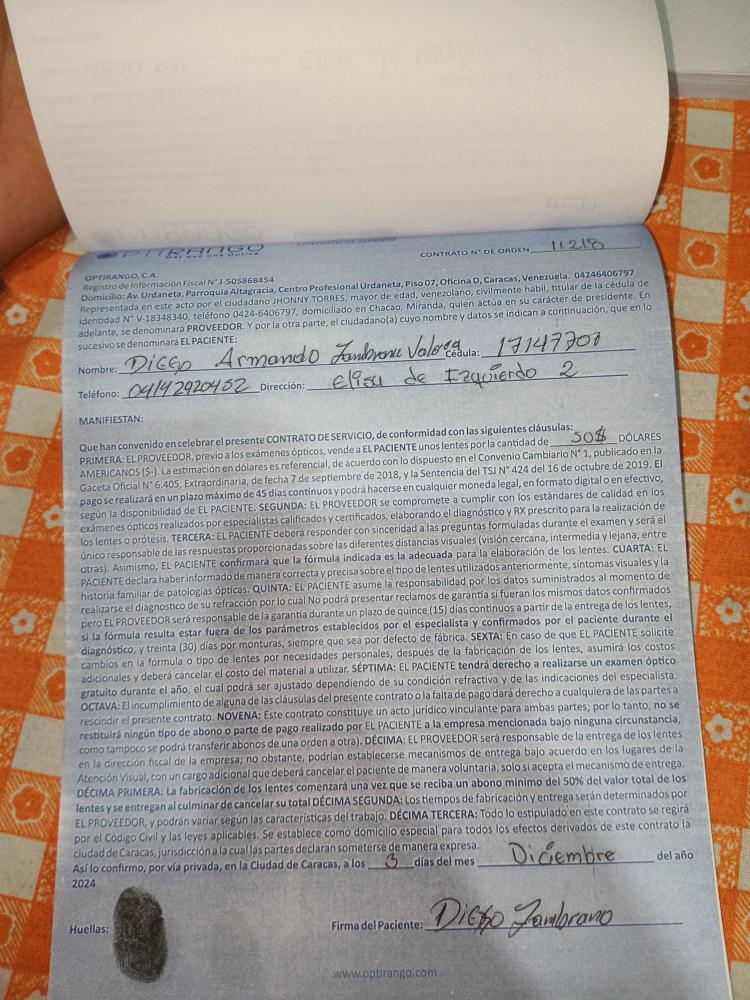 OPTIRANGO
CONTRATO N° DE ORDEN 11218
OPTIRANGO, C.A.
Registro de Información Fiscal N° J-505868454
Domicilio: Av. Urdaneta, Parroquia Altagracia, Centro Profesional Urdaneta, Piso 07, Oficina D, Caracas, Venezuela. 04246406797
Representada en este acto por el ciudadano JHONNY TORRES, mayor de edad, venezolano, civilmente hábil, titular de la cédula de
identidad N° V-18348340, teléfono 0424-6406797, domiciliado en Chacao, Miranda, quien actúa en su carácter de presidente. En
adelante, se denominará PROVEEDOR. Y por la otra parte, el ciudadano(a) cuyo nombre y datos se indican a continuación, que en lo
sucesivo se denominará EL PACIENTE:
Nombre: Diego Armando Zambrano Cédula: 17147707
Teléfono: 04142920452 Dirección: Elisa de Izquierdo 2
MANIFIESTAN:
Que han convenido en celebrar el presente CONTRATO DE SERVICIO, de conformidad con las siguientes cláusulas:
PRIMERA: EL PROVEEDOR, previo a los exámenes ópticos, vende a EL PACIENTE unos lentes por la cantidad de 50$ DÓLARES
AMERICANOS ($-). La estimación en dólares es referencial, de acuerdo con lo dispuesto en el Convenio Cambiario N° 1, publicado en la
Gaceta Oficial N° 6.405, Extraordinaria, de fecha 7 de septiembre de 2018, y la Sentencia del TSJ N° 424 del 16 de octubre de 2019. El
pago se realizará en un plazo máximo de 45 días continuos y podrá hacerse en cualquier moneda legal, en formato digital o en efectivo,
según la disponibilidad de EL PACIENTE. SEGUNDA: EL PROVEEDOR se compromete a cumplir con los estándares de calidad en los
exámenes ópticos realizados por especialistas calificados y certificados, elaborando el diagnóstico y RX prescrito para la realización de
los lentes o prótesis. TERCERA: EL PACIENTE deberá responder con sinceridad a las preguntas formuladas durante el examen y será el
único responsable de las respuestas proporcionadas sobre las diferentes distancias visuales (visión cercana, intermedia y lejana, entre
otras). Asimismo, EL PACIENTE confirmará que la fórmula indicada es la adecuada para la elaboración de los lentes. CUARTA: EL
PACIENTE declara haber informado de manera correcta y precisa sobre el tipo de lentes utilizados anteriormente, síntomas visuales y la
historia familiar de patologías ópticas. QUINTA: EL PACIENTE asume la responsabilidad por los datos suministrados al momento de
realizarse el diagnostico de su refracción por lo cual No podrá presentar reclamos de garantía si fueran los mismos datos confirmados
pero EL PROVEEDOR será responsable de la garantía durante un plazo de quince (15) días continuos a partir de la entrega de los lentes,
si la fórmula resulta estar fuera de los parámetros establecidos por el especialista y confirmados por el paciente durante el
diagnóstico, y treinta (30) días por monturas, siempre que sea por defecto de fábrica. SEXTA: En caso de que EL PACIENTE solicite
cambios en la fórmula o tipo de lentes por necesidades personales, después de la fabricación de los lentes, asumirá los costos
adicionales y deberá cancelar el costo del material a utilizar. SÉPTIMA: EL PACIENTE tendrá derecho a realizarse un examen óptico
gratuito durante el año, el cual podrá ser ajustado dependiendo de su condición refractiva y de las indicaciones del especialista.
OCTAVA: El incumplimiento de alguna de las cláusulas del presente contrato o la falta de pago dará derecho a cualquiera de las partes a
rescindir el presente contrato. NOVENA: Este contrato constituye un acto jurídico vinculante para ambas partes; por lo tanto, no se
restituirá ningún tipo de abono o parte de pago realizado por EL PACIENTE a la empresa mencionada bajo ninguna circunstancia,
como tampoco se podrá transferir abonos de una orden a otra). DÉCIMA: EL PROVEEDOR será responsable de la entrega de los lentes
en la dirección fiscal de la empresa; no obstante, podrían establecerse mecanismos de entrega bajo acuerdo en los lugares de la
Atención Visual, con un cargo adicional que deberá cancelar el paciente de manera voluntaria, solo si acepta el mecanismo de entrega.
DÉCIMA PRIMERA: La fabricación de los lentes comenzará una vez que se reciba un abono mínimo del 50% del valor total de los
lentes y se entregan al culminar de cancelar su total DÉCIMA SEGUNDA: Los tiempos de fabricación y entrega serán determinados por
EL PROVEEDOR, y podrán variar según las características del trabajo. DÉCIMA TERCERA: Todo lo estipulado en este contrato se regirá
por el Código Civil y las leyes aplicables. Se establece como domicilio especial para todos los efectos derivados de este contrato la
ciudad de Caracas, jurisdicción a la cual las partes declaran someterse de manera expresa.
Así lo confirmo, por vía privada, en la Ciudad de Caracas, a los 3 días del mes Diciembre del año
2024
Huellas:
Firma del Paciente: Diego Zambrano
www.optirango.com